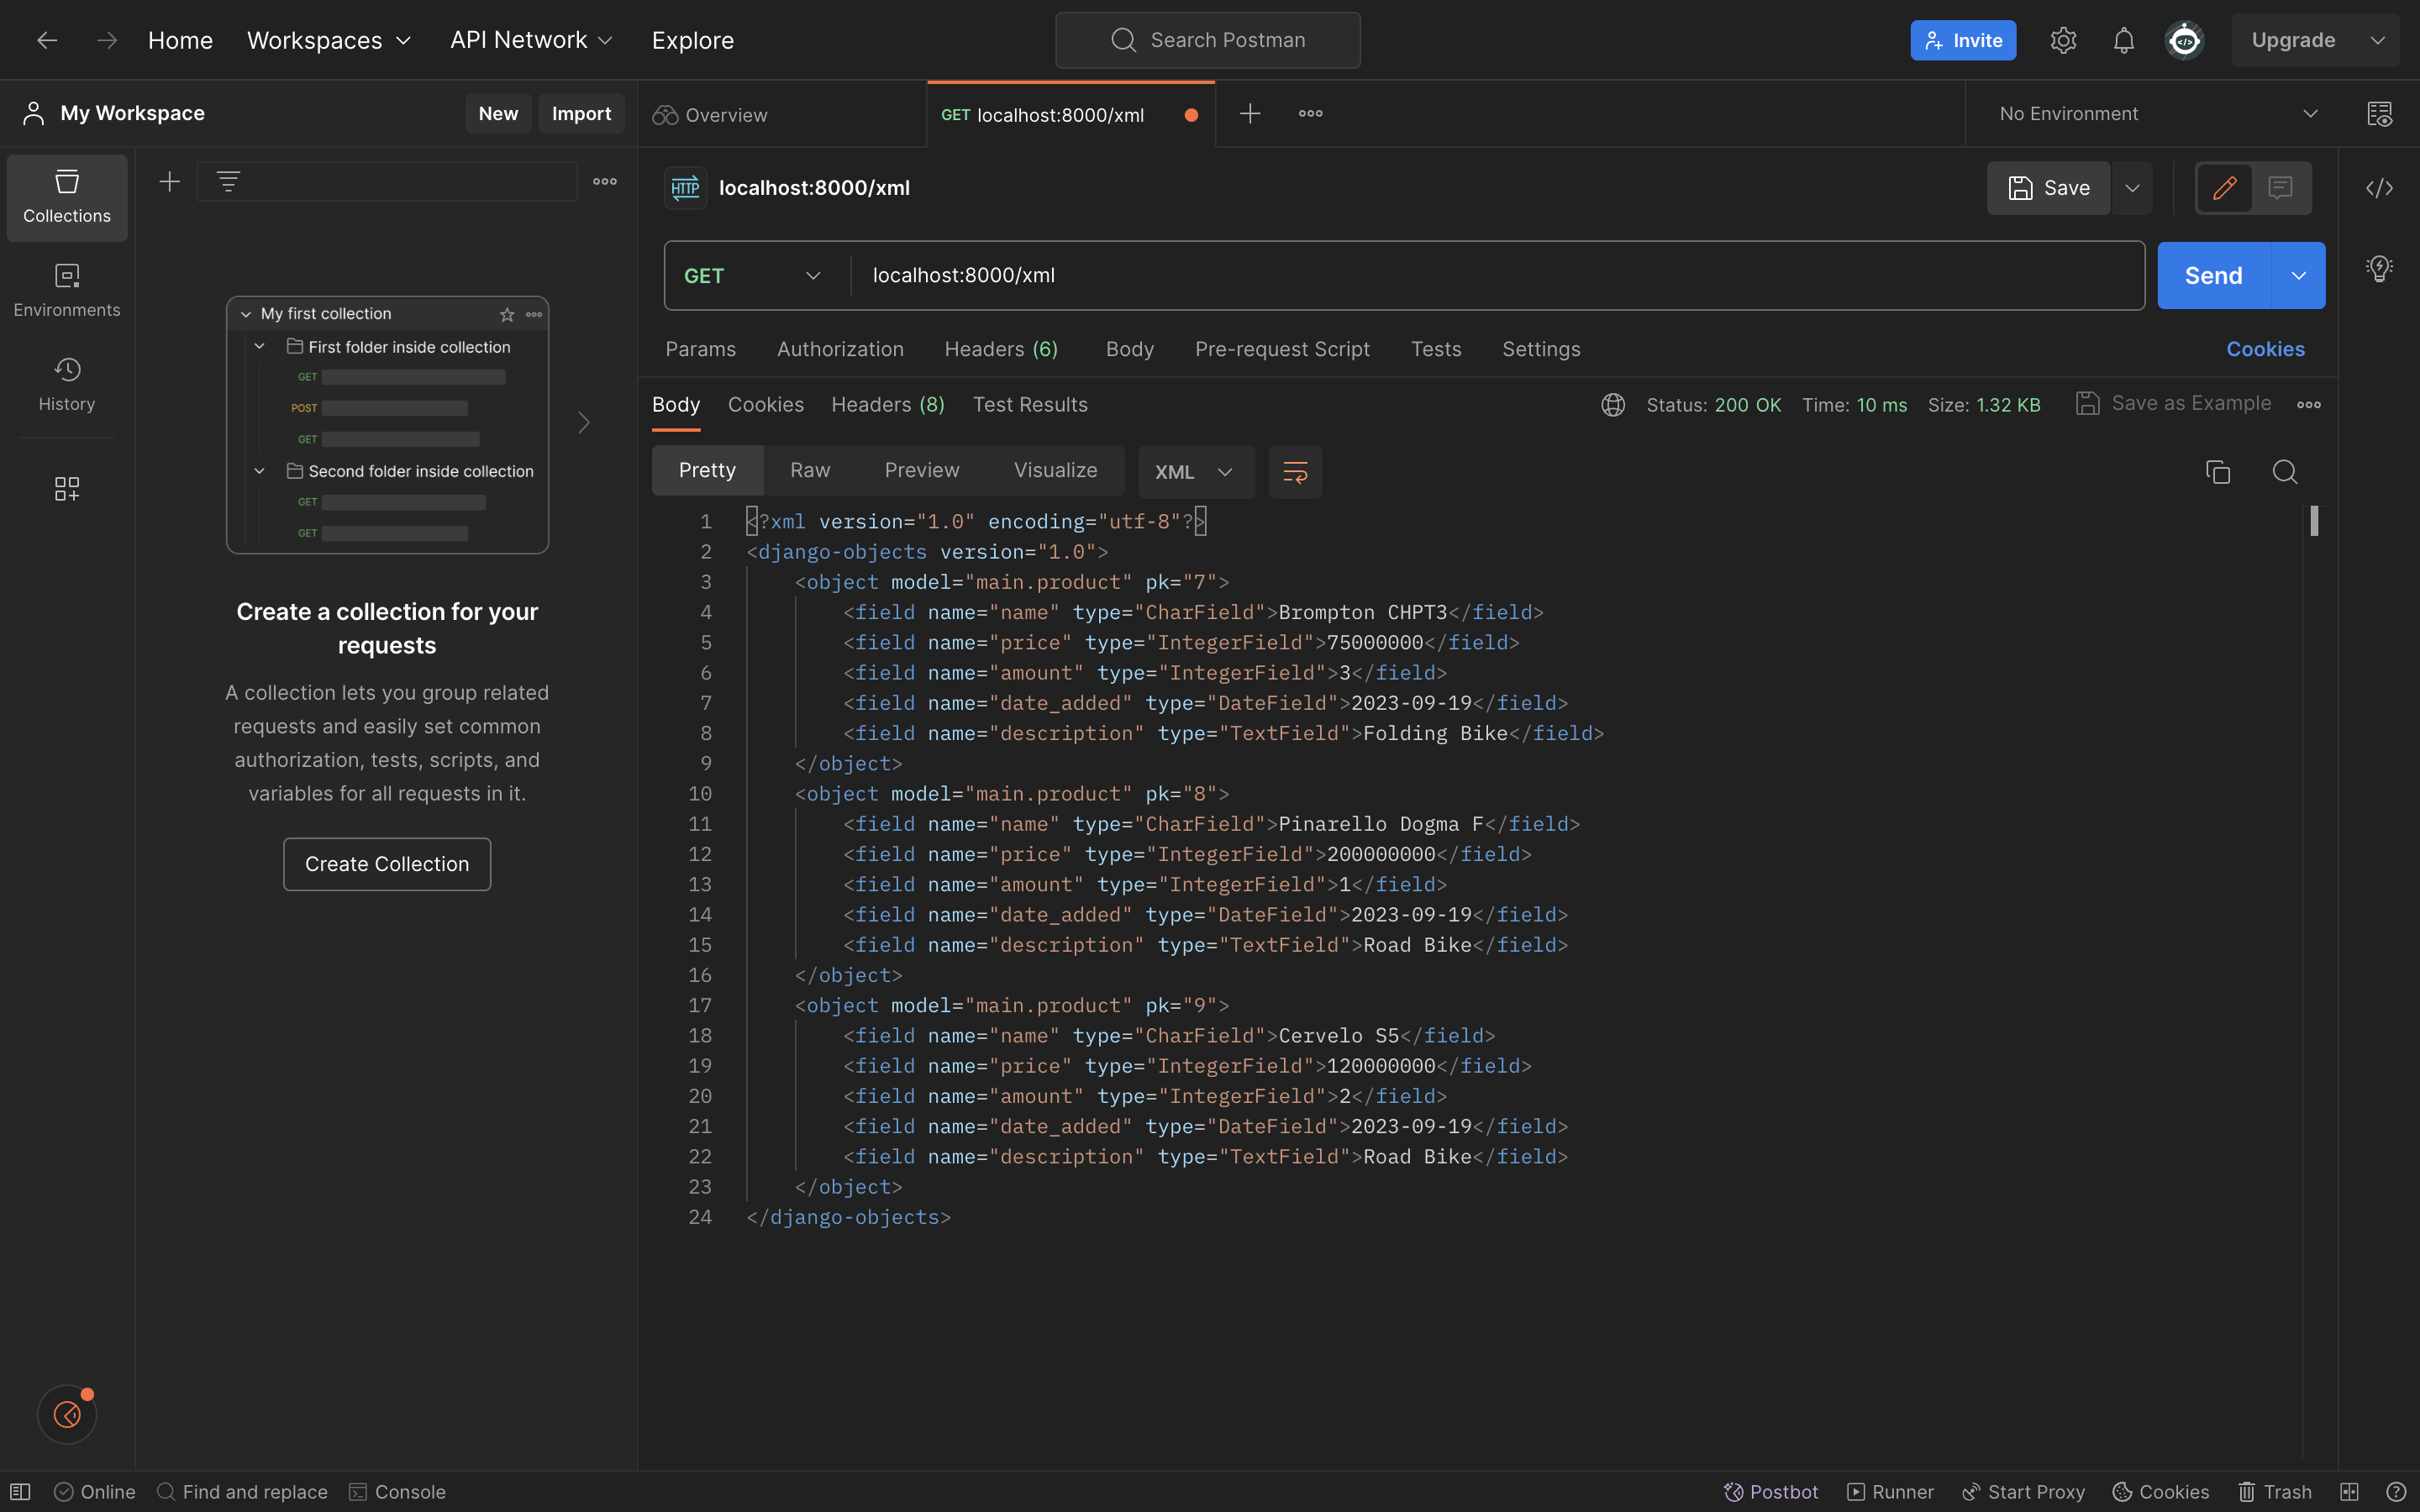 Home Workspaces API Network Explore Search Postman Invite Upgrade
My Workspace New Import Overview GET localhost:8000/xml No Environment
Collections
Environments
History
My first collection
First folder inside collection
GET
POST
GET
Second folder inside collection
GET
GET
Create a collection for your
requests
A collection lets you group related
requests and easily set common
authorization, tests, scripts, and
variables for all requests in it.
Create Collection
HTTP localhost:8000/xml Save
GET localhost:8000/xml Send
Params Authorization Headers (6) Body Pre-request Script Tests Settings Cookies
Body Cookies Headers (8) Test Results Status: 200 OK Time: 10 ms Size: 1.32 KB Save as Example
Pretty Raw Preview Visualize XML
1 <?xml version="1.0" encoding="utf-8"?>
2 <django-objects version="1.0">
3 <object model="main.product" pk="7">
4 <field name="name" type="CharField">Brompton CHPT3</field>
5 <field name="price" type="IntegerField">75000000</field>
6 <field name="amount" type="IntegerField">3</field>
7 <field name="date_added" type="DateField">2023-09-19</field>
8 <field name="description" type="TextField">Folding Bike</field>
9 </object>
10 <object model="main.product" pk="8">
11 <field name="name" type="CharField">Pinarello Dogma F</field>
12 <field name="price" type="IntegerField">200000000</field>
13 <field name="amount" type="IntegerField">1</field>
14 <field name="date_added" type="DateField">2023-09-19</field>
15 <field name="description" type="TextField">Road Bike</field>
16 </object>
17 <object model="main.product" pk="9">
18 <field name="name" type="CharField">Cervelo S5</field>
19 <field name="price" type="IntegerField">120000000</field>
20 <field name="amount" type="IntegerField">2</field>
21 <field name="date_added" type="DateField">2023-09-19</field>
22 <field name="description" type="TextField">Road Bike</field>
23 </object>
24 </django-objects>
Online Find and replace Console Postbot Runner Start Proxy Cookies Trash